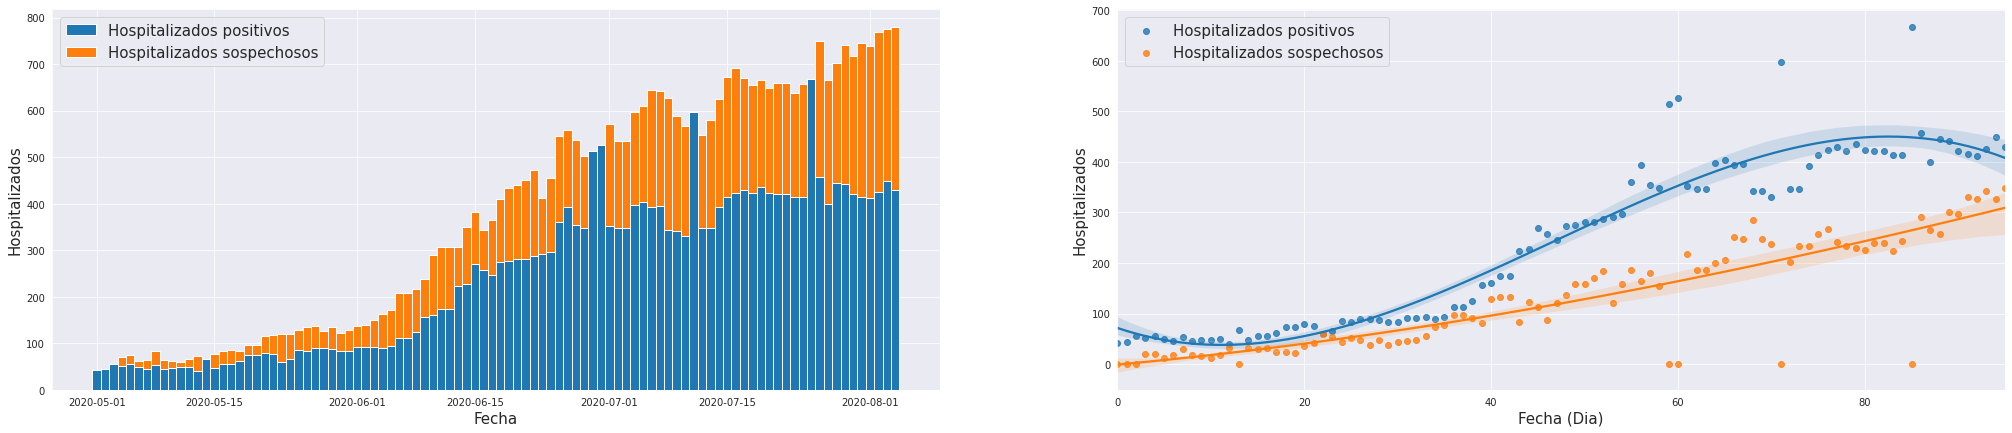 Hospitalizados positivos
Hospitalizados sospechosos
Hospitalizados
800
700
600
500
400
300
200
100
0
2020-05-01 2020-05-15 2020-06-01 2020-06-15 2020-07-01 2020-07-15 2020-08-01
Fecha
Hospitalizados positivos
Hospitalizados sospechosos
Hospitalizados
700
600
500
400
300
200
100
0
0 20 40 60 80
Fecha (Dia)